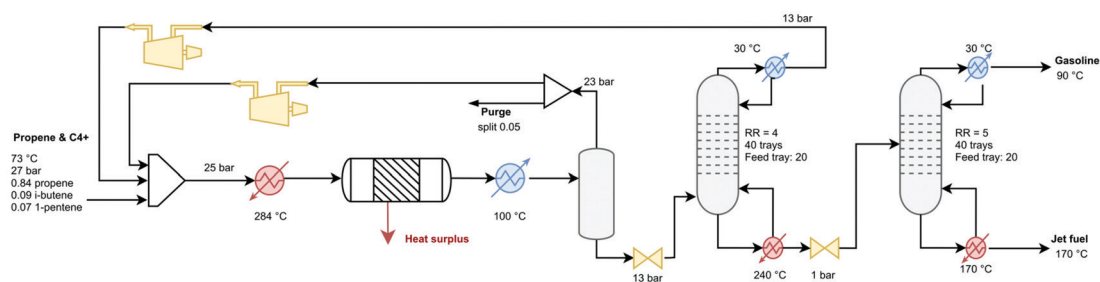 13 bar
30 °C
30 °C
Gasoline
90 °C
23 bar
Purge
split 0.05
Propene & C4+
73 °C
27 bar
0.84 propene
0.09 i-butene
0.07 1-pentene
25 bar
284 °C
Heat surplus
100 °C
RR = 4
40 trays
Feed tray: 20
RR = 5
40 trays
Feed tray: 20
13 bar
240 °C
1 bar
170 °C
Jet fuel
170 °C